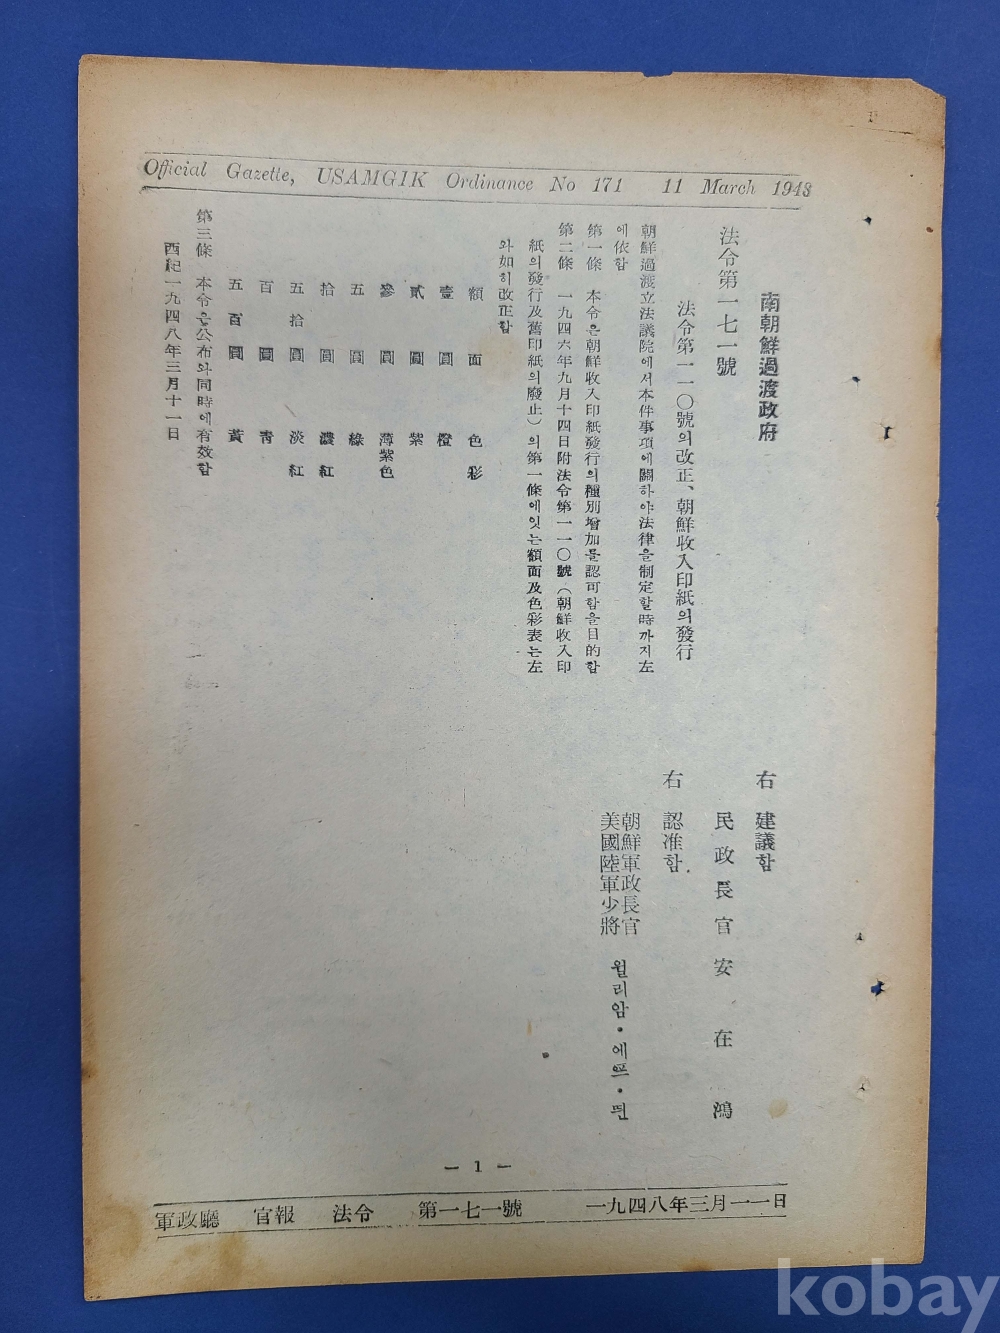 Official Gazette, USAMGIK Ordinance No 171 11 March 1948
南朝鮮過渡政府
法令第一七一號
法令第一一〇號의改正、朝鮮收入印紙의發行
朝鮮過渡立法議院에서本件事項에關하야法律을制定할時까지左
에依함
第一條 本令은朝鮮收入印紙發行의種別增加를認可함을目的함
第二條 一九四六年九月十四日附法令第一一〇號(朝鮮收入印
紙의發行及舊印紙의廢止)의第一條에잇는額面及色彩表는左
와如히改正함
額面 色彩
壹圓 橙
貳圓 紫
參圓 薄紫色
五圓 綠
拾圓 濃紅
五拾圓 淡紅
百圓 靑
五百圓 黃
第三條 本令은公布와同時에有效함
西紀一九四八年三月十一日
右 建議함
民政長官 安在鴻
右 認准함
朝鮮軍政長官
美國陸軍少將 윌리암·에프·띈
— 1 —
軍政廳 官報 法令 第一七一號 一九四八年三月一一日
kobay